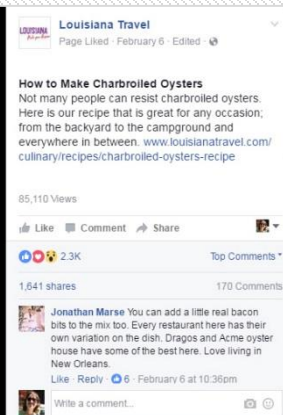 LOUISIANA
Louisiana Travel
Page Liked · February 6 · Edited ·
How to Make Charbroiled Oysters
Not many people can resist charbroiled oysters.
Here is our recipe that is great for any occasion;
from the backyard to the campground and
everywhere in between. www.louisianatravel.com/
culinary/recipes/charbroiled-oysters-recipe
85,110 Views
Like Comment Share
2.3K Top Comments
1,641 shares 170 Comments
Jonathan Marse You can add a little real bacon
bits to the mix too. Every restaurant here has their
own variation on the dish. Dragos and Acme oyster
house have some of the best here. Love living in
New Orleans.
Like · Reply · 6 · February 6 at 10:36pm
Write a comment...